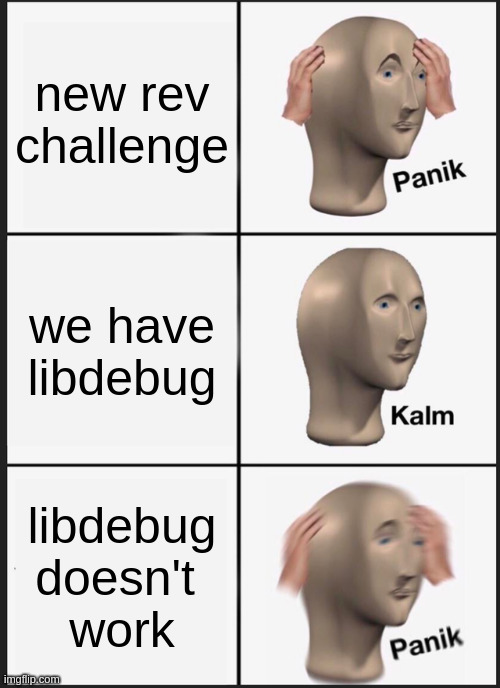 new rev
challenge
Panik
we have
libdebug
Kalm
libdebug
doesn't
work
Panik
imgflip.com